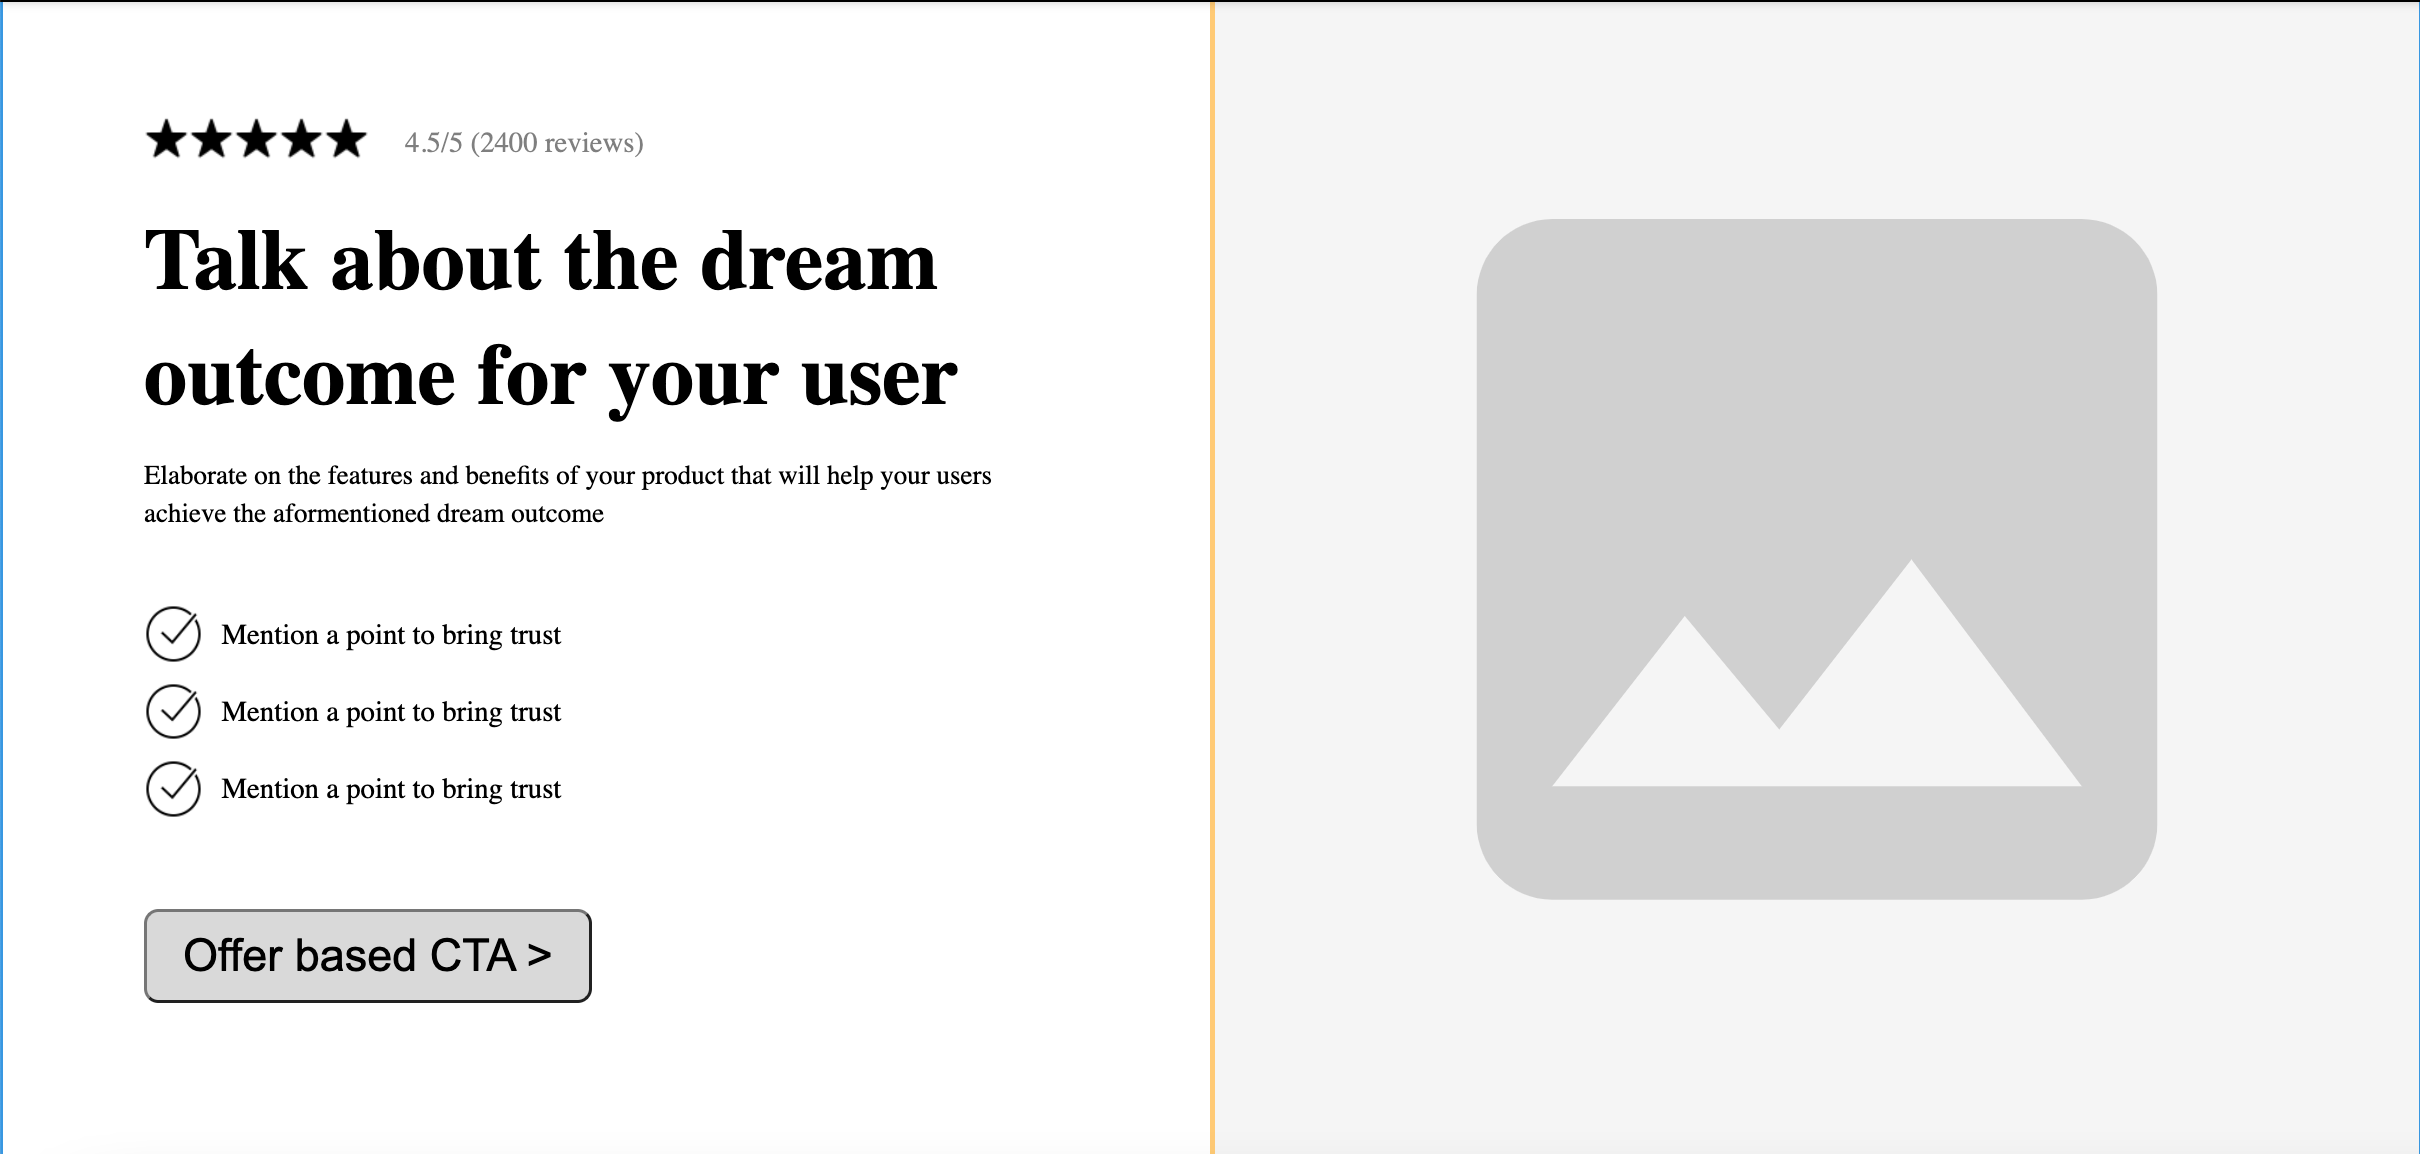 4.5/5 (2400 reviews)
Talk about the dream
outcome for your user
Elaborate on the features and benefits of your product that will help your users
achieve the aformentioned dream outcome
Mention a point to bring trust
Mention a point to bring trust
Mention a point to bring trust
Offer based CTA >